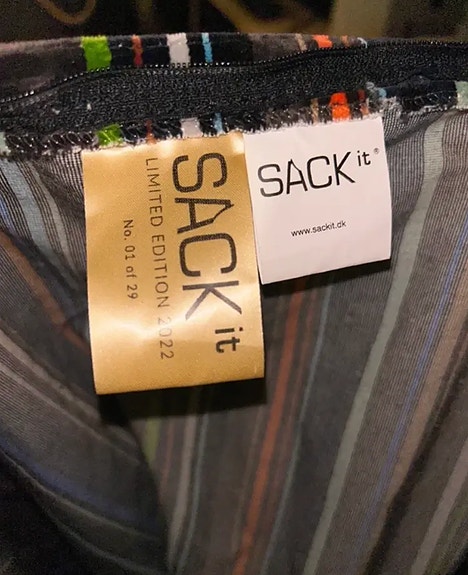 SACK it
LIMITED EDITION 2022
No. 01 of 29
SACK it®
www.sackit.dk